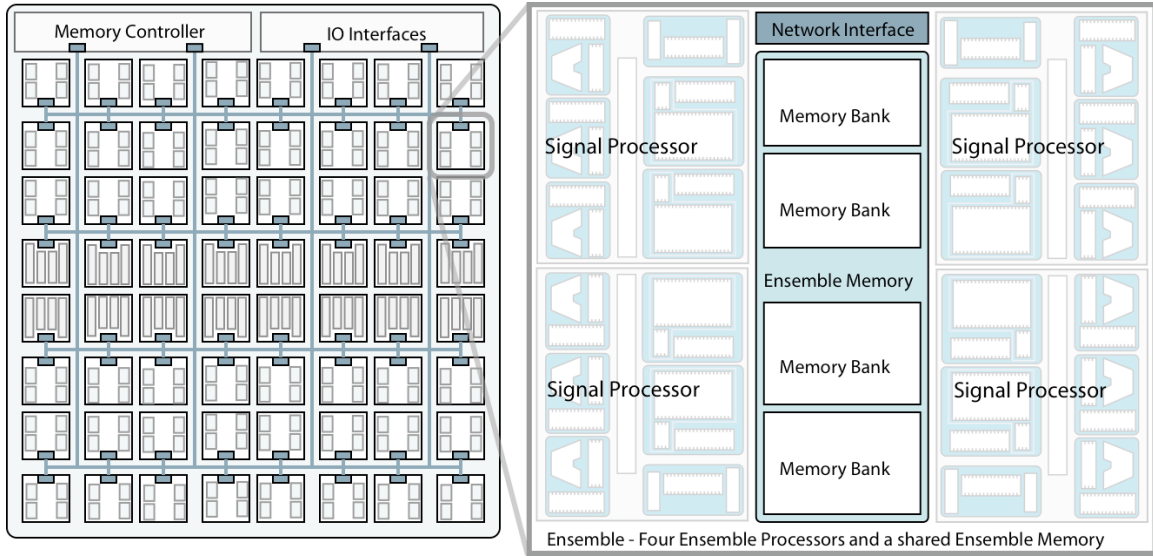 Memory Controller
IO Interfaces
Network Interface
Memory Bank
Signal Processor
Signal Processor
Memory Bank
Ensemble Memory
Memory Bank
Signal Processor
Signal Processor
Memory Bank
Ensemble - Four Ensemble Processors and a shared Ensemble Memory